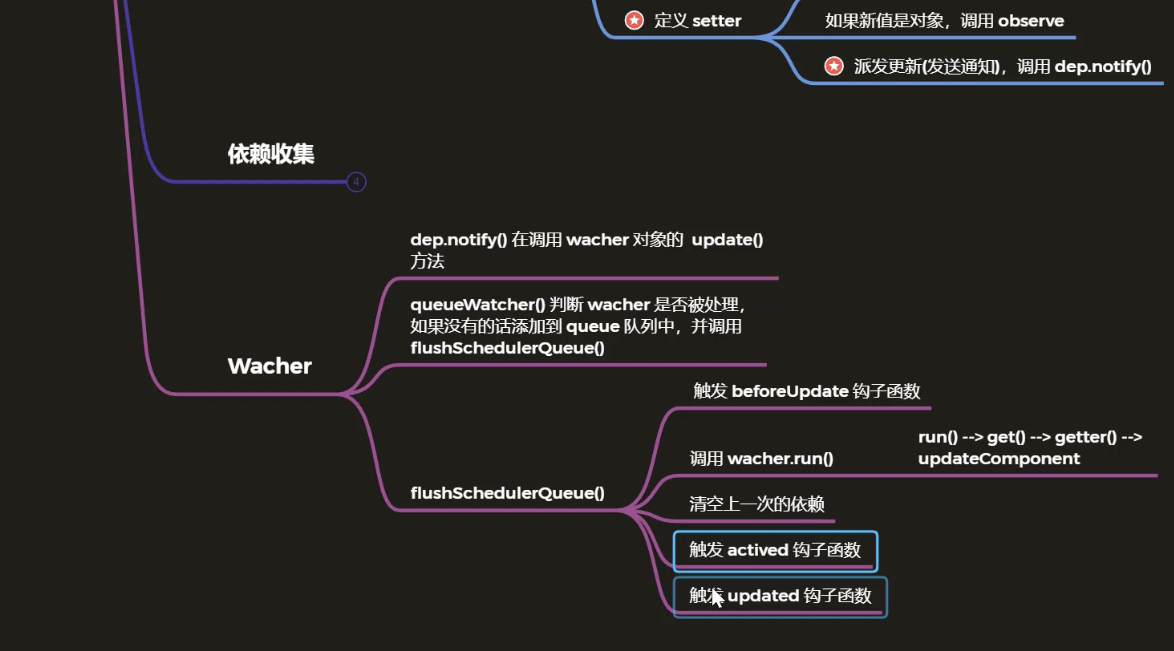 定义 setter
如果新值是对象，调用 observe
派发更新(发送通知)，调用 dep.notify()
依赖收集
4
dep.notify() 在调用 wacher 对象的 update()
方法
queueWatcher() 判断 wacher 是否被处理，
如果没有的话添加到 queue 队列中，并调用
flushSchedulerQueue()
Wacher
触发 beforeUpdate 钩子函数
run() --> get() --> getter() -->
updateComponent
调用 wacher.run()
flushSchedulerQueue()
清空上一次的依赖
触发 actived 钩子函数
触发 updated 钩子函数